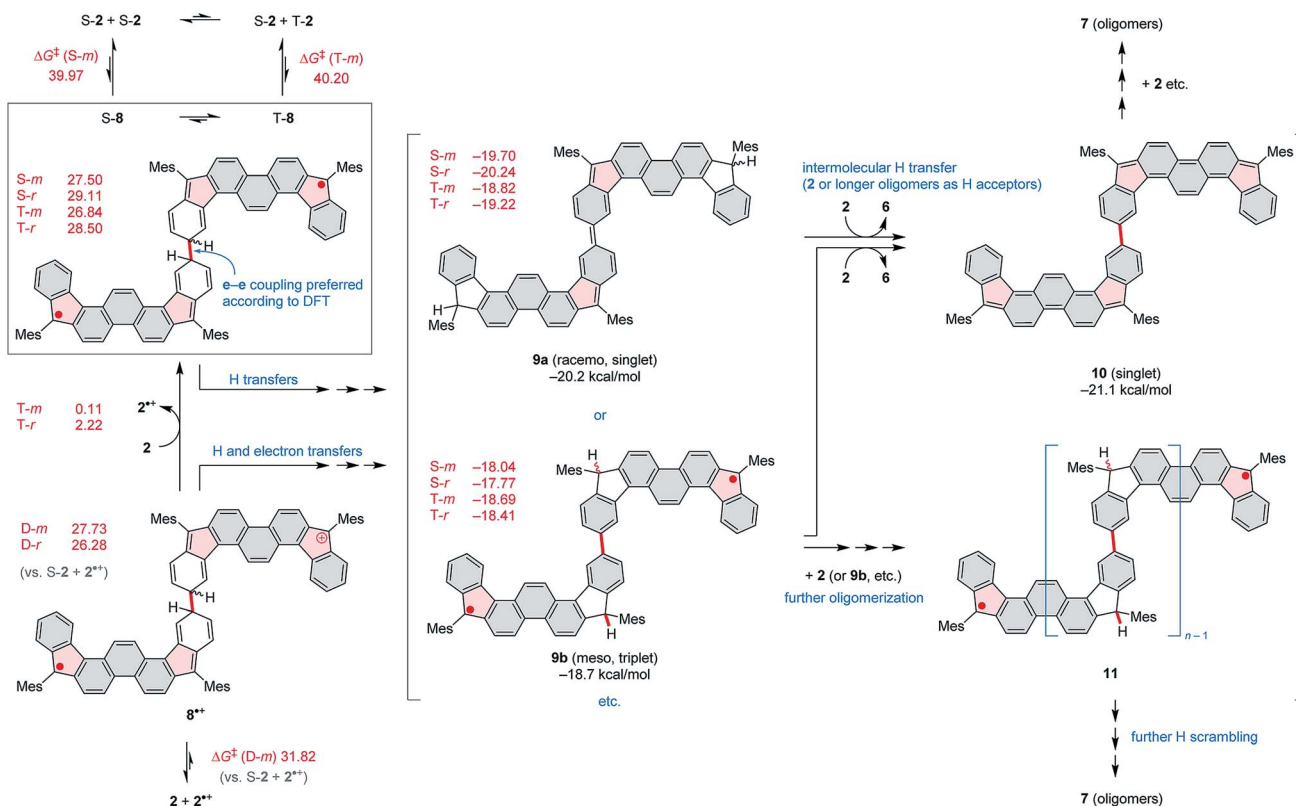 S-2 + S-2
S-2 + T-2
ΔG‡ (S-m)
39.97
ΔG‡ (T-m)
40.20
S-8
T-8
Mes
Mes
S-m 27.50
S-r 29.11
T-m 26.84
T-r 28.50
H
H
e–e coupling preferred
according to DFT
Mes
Mes
T-m 0.11
T-r 2.22
2•+
2
H transfers
H and electron transfers
D-m 27.73
D-r 26.28
(vs. S-2 + 2•+)
Mes
Mes
H
H
Mes
Mes
8•+
ΔG‡ (D-m) 31.82
(vs. S-2 + 2•+)
2 + 2•+
S-m –19.70
S-r –20.24
T-m –18.82
T-r –19.22
Mes
Mes
H
H
Mes
Mes
9a (racemo, singlet)
–20.2 kcal/mol
or
S-m –18.04
S-r –17.77
T-m –18.69
T-r –18.41
H
Mes
Mes
Mes
Mes
H
9b (meso, triplet)
–18.7 kcal/mol
etc.
intermolecular H transfer
(2 or longer oligomers as H acceptors)
2 6
2 6
+ 2 (or 9b, etc.)
further oligomerization
7 (oligomers)
+ 2 etc.
Mes
Mes
Mes
Mes
10 (singlet)
–21.1 kcal/mol
H
Mes
Mes
Mes
Mes
H
n – 1
11
further H scrambling
7 (oligomers)